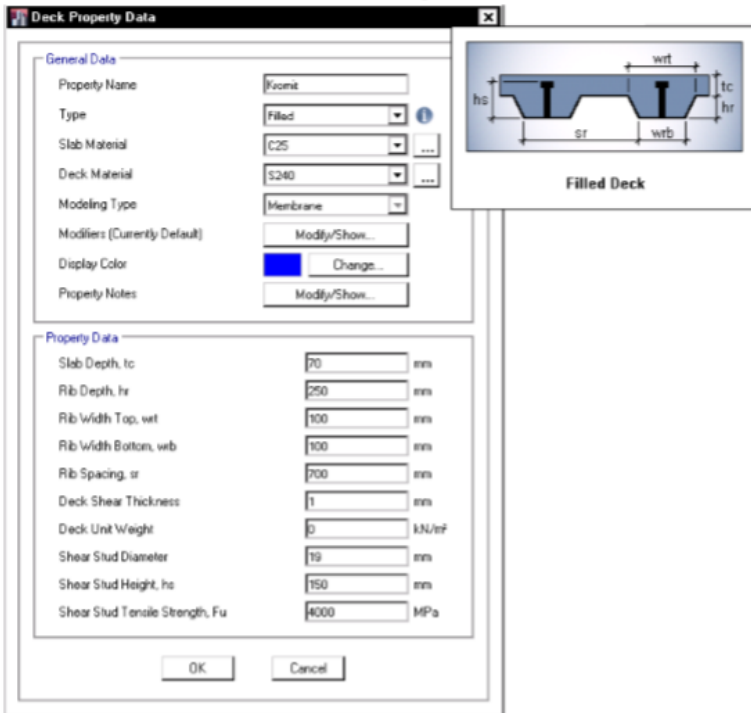 Deck Property Data
General Data
Property Name Kromit
Type Filled
Slab Material C25 ...
Deck Material S240 ...
Modeling Type Membrane
Modifiers (Currently Default) Modify/Show...
Display Color Change...
Property Notes Modify/Show...
Property Data
Slab Depth, tc 70 mm
Rib Depth, hr 250 mm
Rib Width Top, wrt 100 mm
Rib Width Bottom, wrb 100 mm
Rib Spacing, sr 700 mm
Deck Shear Thickness 1 mm
Deck Unit Weight 0 kN/m²
Shear Stud Diameter 19 mm
Shear Stud Height, hs 150 mm
Shear Stud Tensile Strength, Fu 4000 MPa
OK Cancel
wrt
tc
hs
hr
sr wrb
Filled Deck